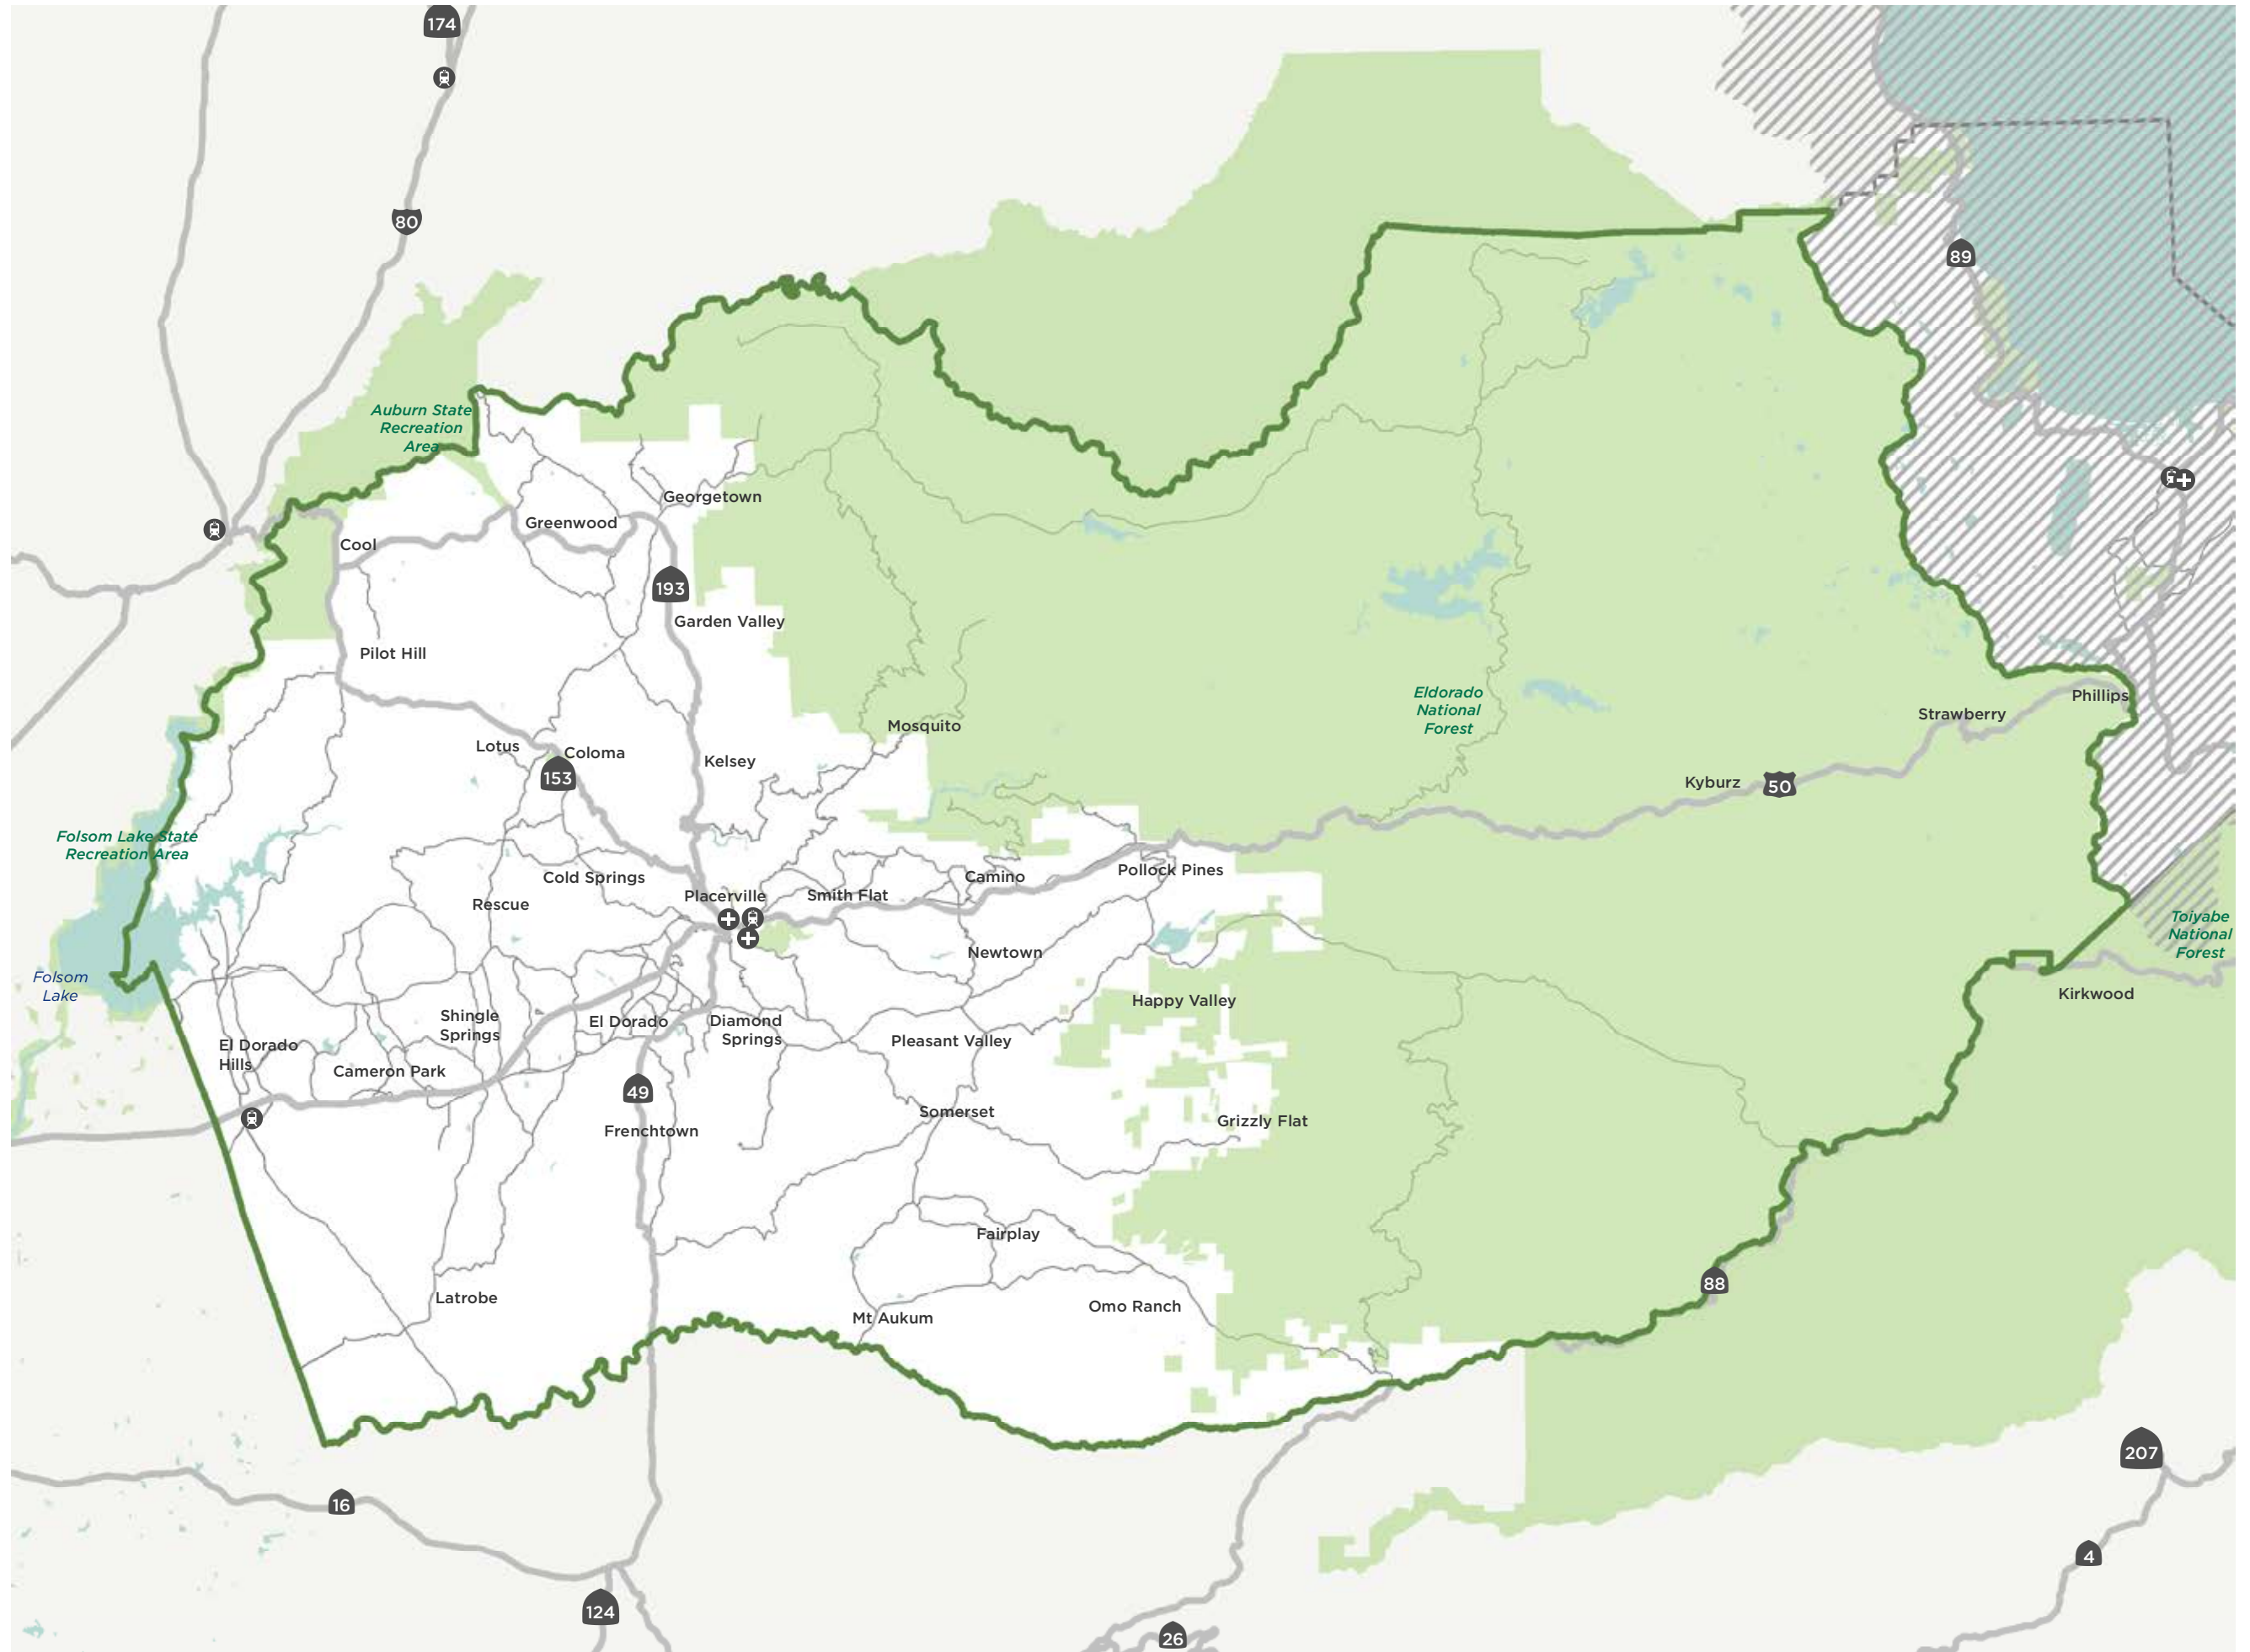 174
80
89
Auburn State
Recreation
Area
Georgetown
Greenwood
Cool
193
Garden Valley
Pilot Hill
Eldorado
National
Forest
Phillips
Strawberry
Mosquito
Lotus
Coloma
153
Kelsey
Kyburz
50
Folsom Lake State
Recreation Area
Cold Springs
Placerville
Smith Flat
Camino
Pollock Pines
Rescue
Toiyabe
National
Forest
Newtown
Folsom
Lake
Kirkwood
Happy Valley
Shingle
Springs
El Dorado
Diamond
Springs
Pleasant Valley
El Dorado
Hills
Cameron Park
49
Somerset
Grizzly Flat
Frenchtown
Fairplay
88
Latrobe
Mt Aukum
Omo Ranch
207
16
4
124
26